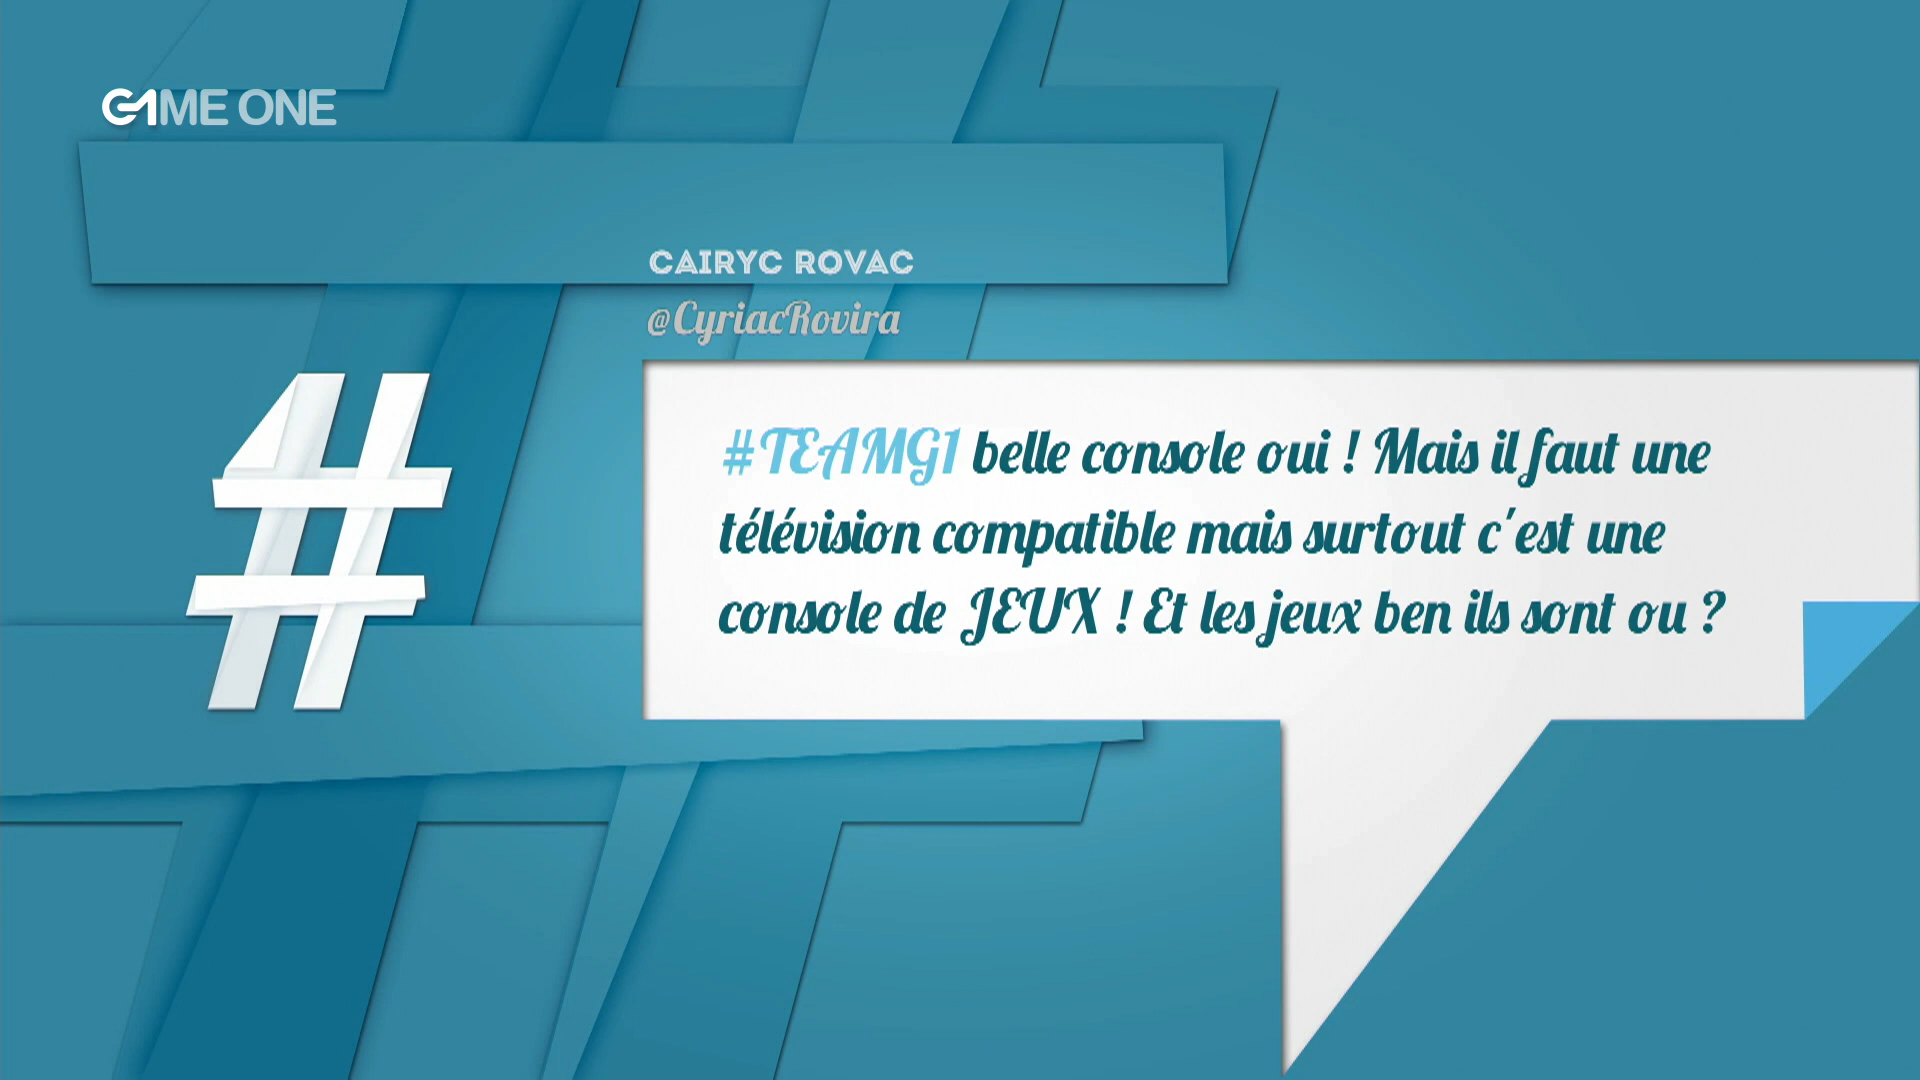 GAME ONE
CAIRYC ROVAC
@CyriacRovira
#
#TEAMG1 belle console oui ! Mais il faut une
télévision compatible mais surtout c'est une
console de JEUX ! Et les jeux ben ils sont ou ?